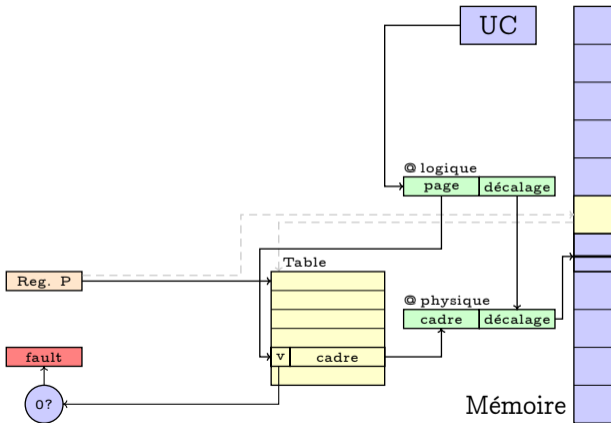 UC
@ logique
page décalage
Table
Reg. P
@ physique
cadre décalage
fault
v cadre
0?
Mémoire